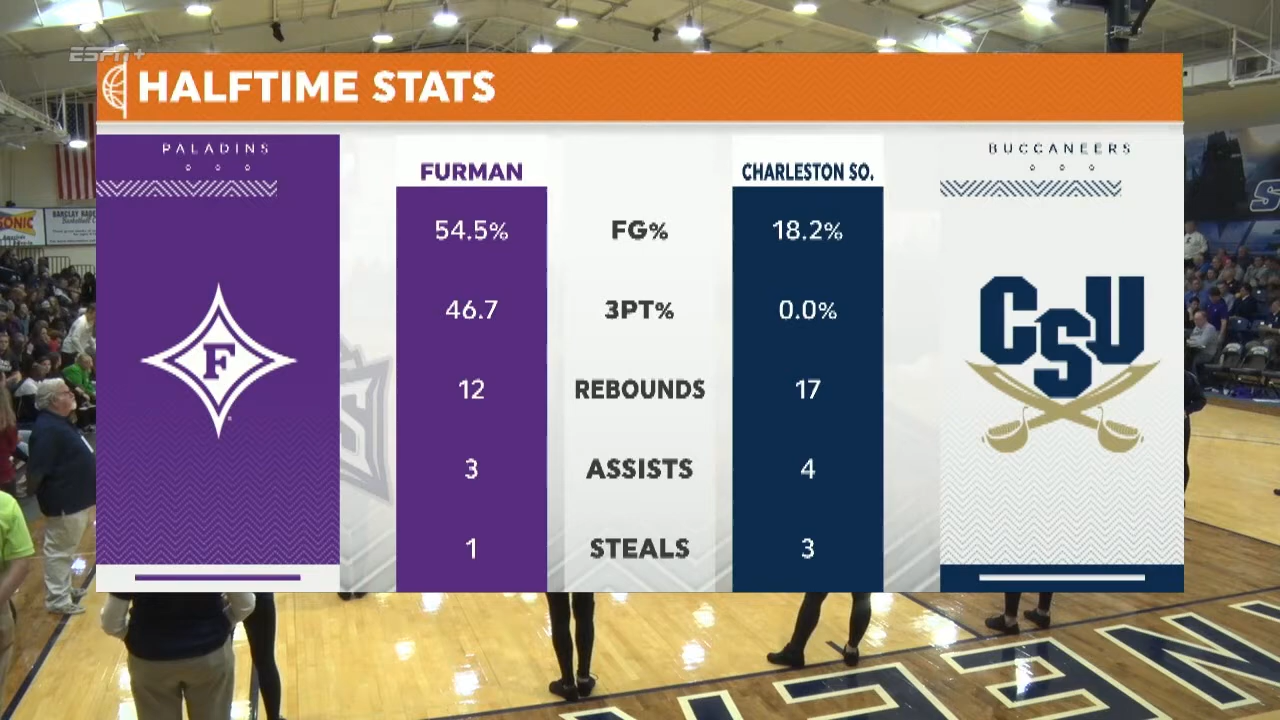 ESPN+
HALFTIME STATS
PALADINS
BUCCANEERS
FURMAN
CHARLESTON SO.
54.5% FG% 18.2%
46.7 3PT% 0.0%
12 REBOUNDS 17
3 ASSISTS 4
1 STEALS 3
F
CSU
SONIC